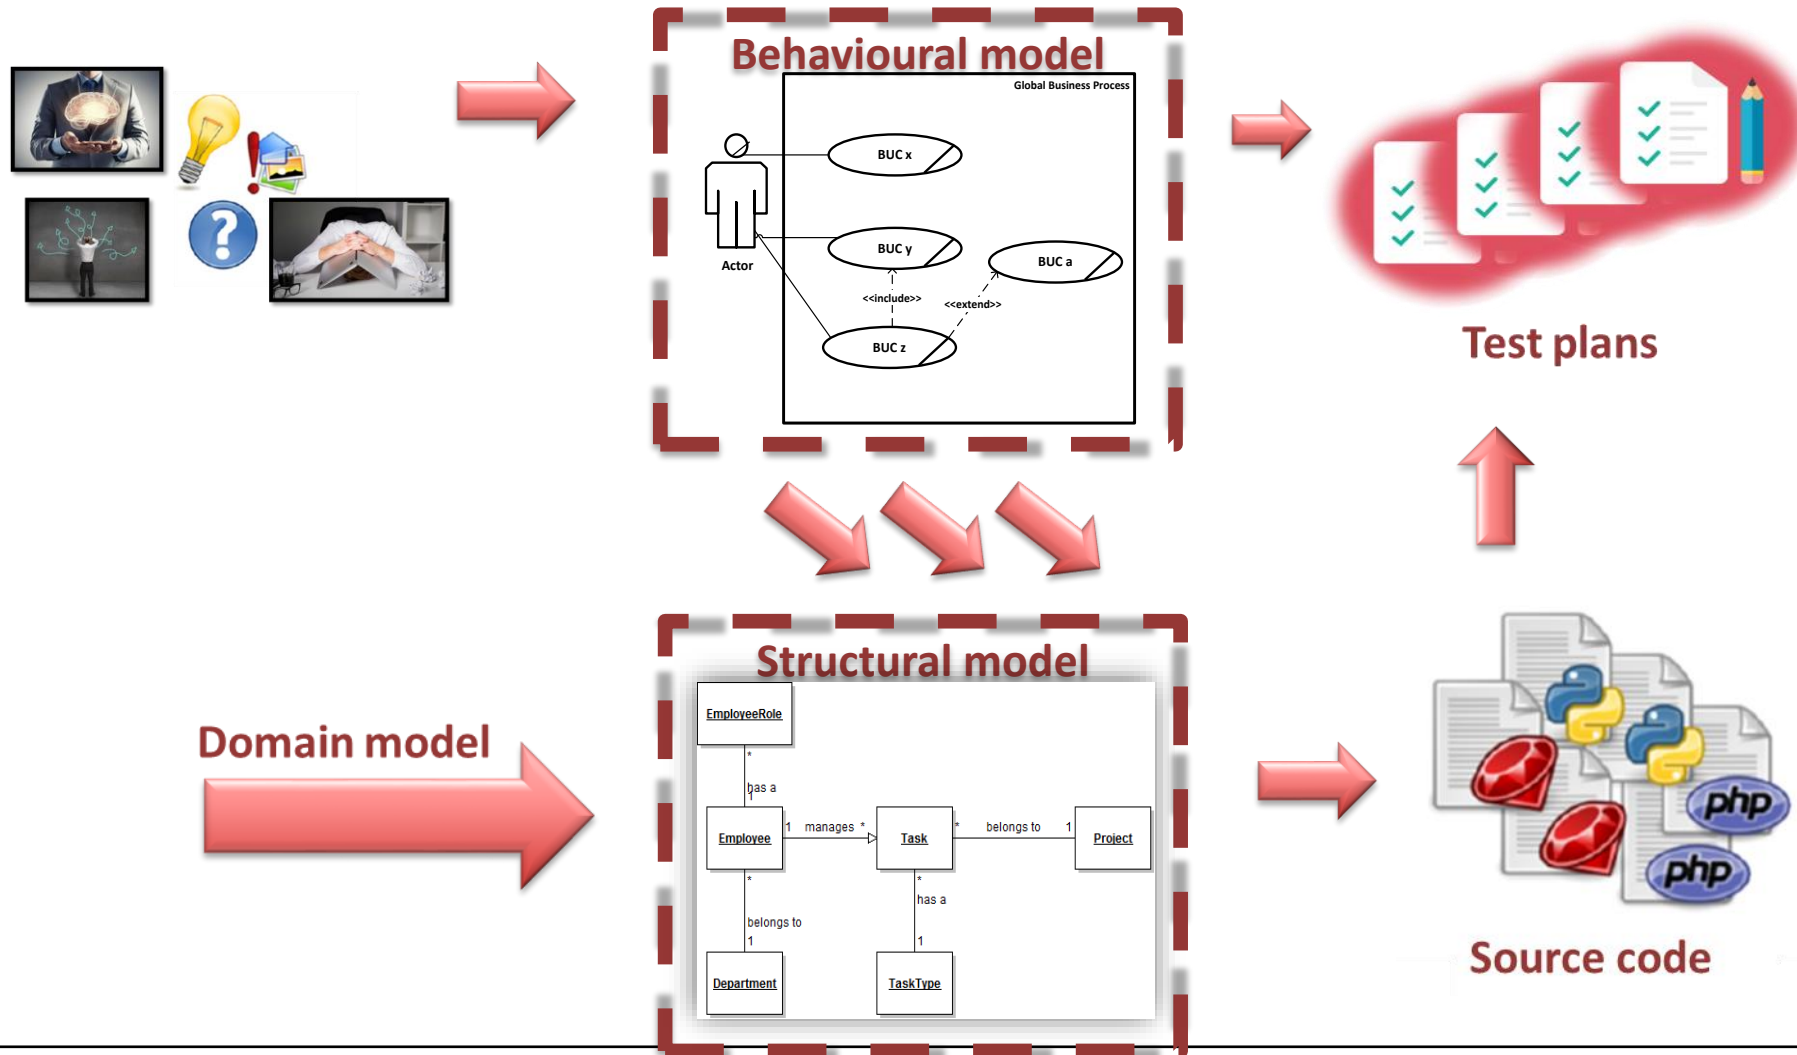 Behavioural model
Global Business Process
BUC x
BUC y
BUC a
Actor
<<include>>
<<extend>>
BUC z
Test plans
Structural model
EmployeeRole
*
has a
1
Domain model
Employee
1 manages *
Task
* belongs to 1
Project
*
belongs to
1
*
has a
1
Department
TaskType
php
php
Source code